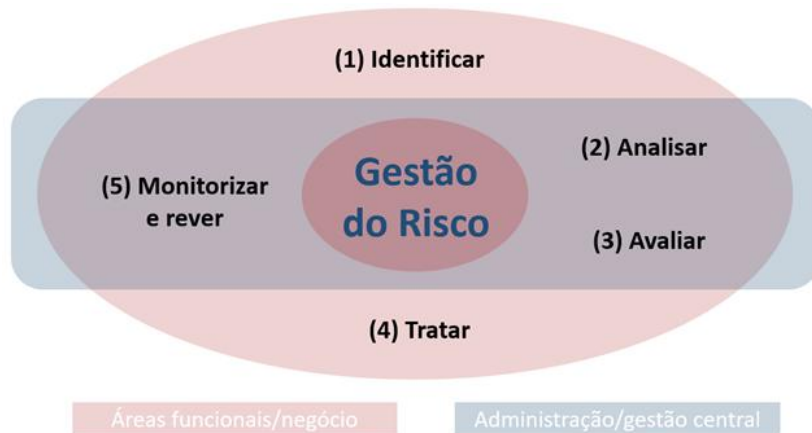 (1) Identificar
(2) Analisar
(5) Monitorizar
e rever
Gestão
do Risco
(3) Avaliar
(4) Tratar
Áreas funcionais/negócio
Administração/gestão central